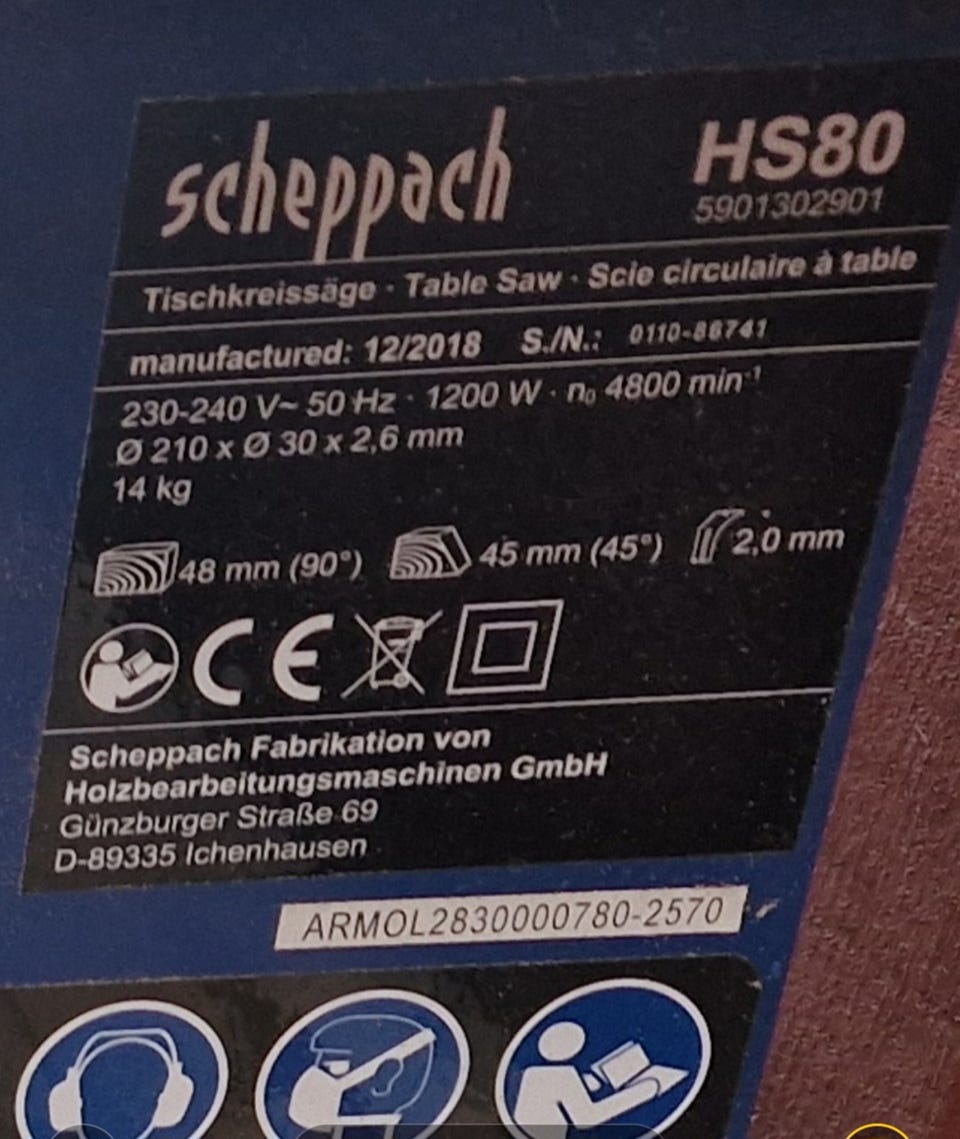 scheppach HS80
5901302901
Tischkreissäge · Table Saw · Scie circulaire à table
manufactured: 12/2018 S./N.: 0110-86741
230-240 V~ 50 Hz · 1200 W · n₀ 4800 min⁻¹
Ø 210 x Ø 30 x 2,6 mm
14 kg
48 mm (90°) 45 mm (45°) 2,0 mm
CE
Scheppach Fabrikation von
Holzbearbeitungsmaschinen GmbH
Günzburger Straße 69
D-89335 Ichenhausen
ARMOL2830000780-2570